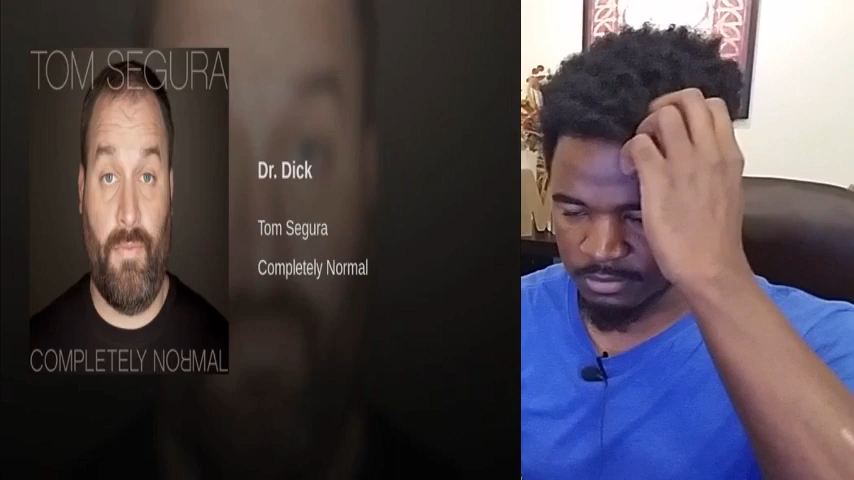 TOM SEGURA
Dr. Dick
Tom Segura
Completely Normal
COMPLETELY NORMAL